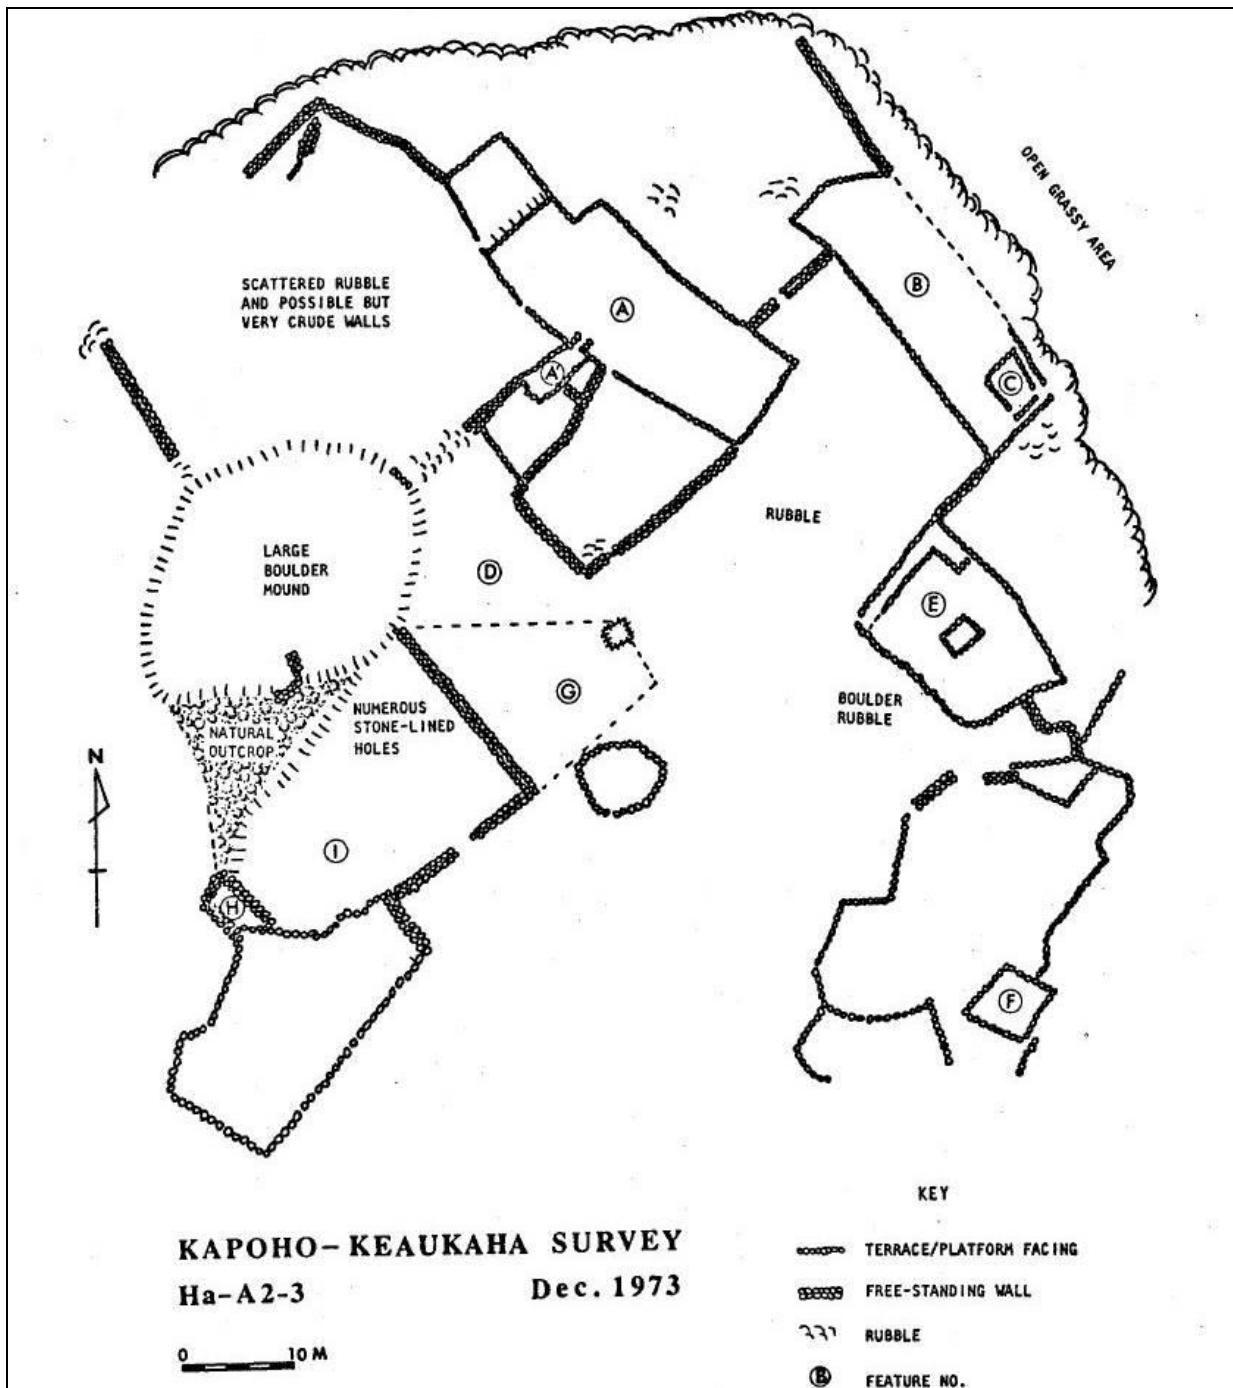 OPEN GRASSY AREA
SCATTERED RUBBLE
AND POSSIBLE BUT
VERY CRUDE WALLS
A
B
A'
C
RUBBLE
LARGE
BOULDER
MOUND
D
E
G
NUMEROUS
STONE-LINED
HOLES
BOULDER
RUBBLE
NATURAL
OUTCROP
N
I
H
F
KEY
KAPOHO-KEAUKAHA SURVEY
Ha-A2-3 Dec. 1973
0 10 M
TERRACE/PLATFORM FACING
FREE-STANDING WALL
RUBBLE
B FEATURE NO.